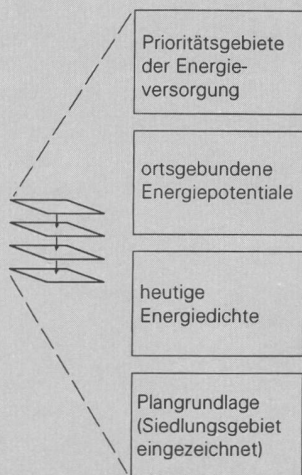 Prioritätsgebiete
der Energie-
versorgung
ortsgebundene
Energiepotentiale
heutige
Energiedichte
Plangrundlage
(Siedlungsgebiet
eingezeichnet)